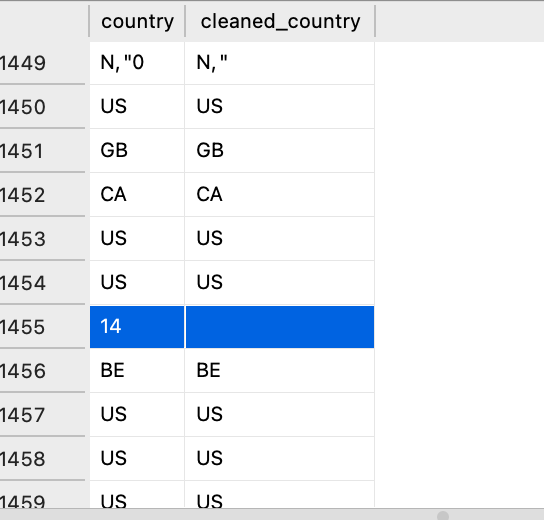 country cleaned_country
1449 N,"0 N,"
1450 US US
1451 GB GB
1452 CA CA
1453 US US
1454 US US
1455 14
1456 BE BE
1457 US US
1458 US US
1459 US US